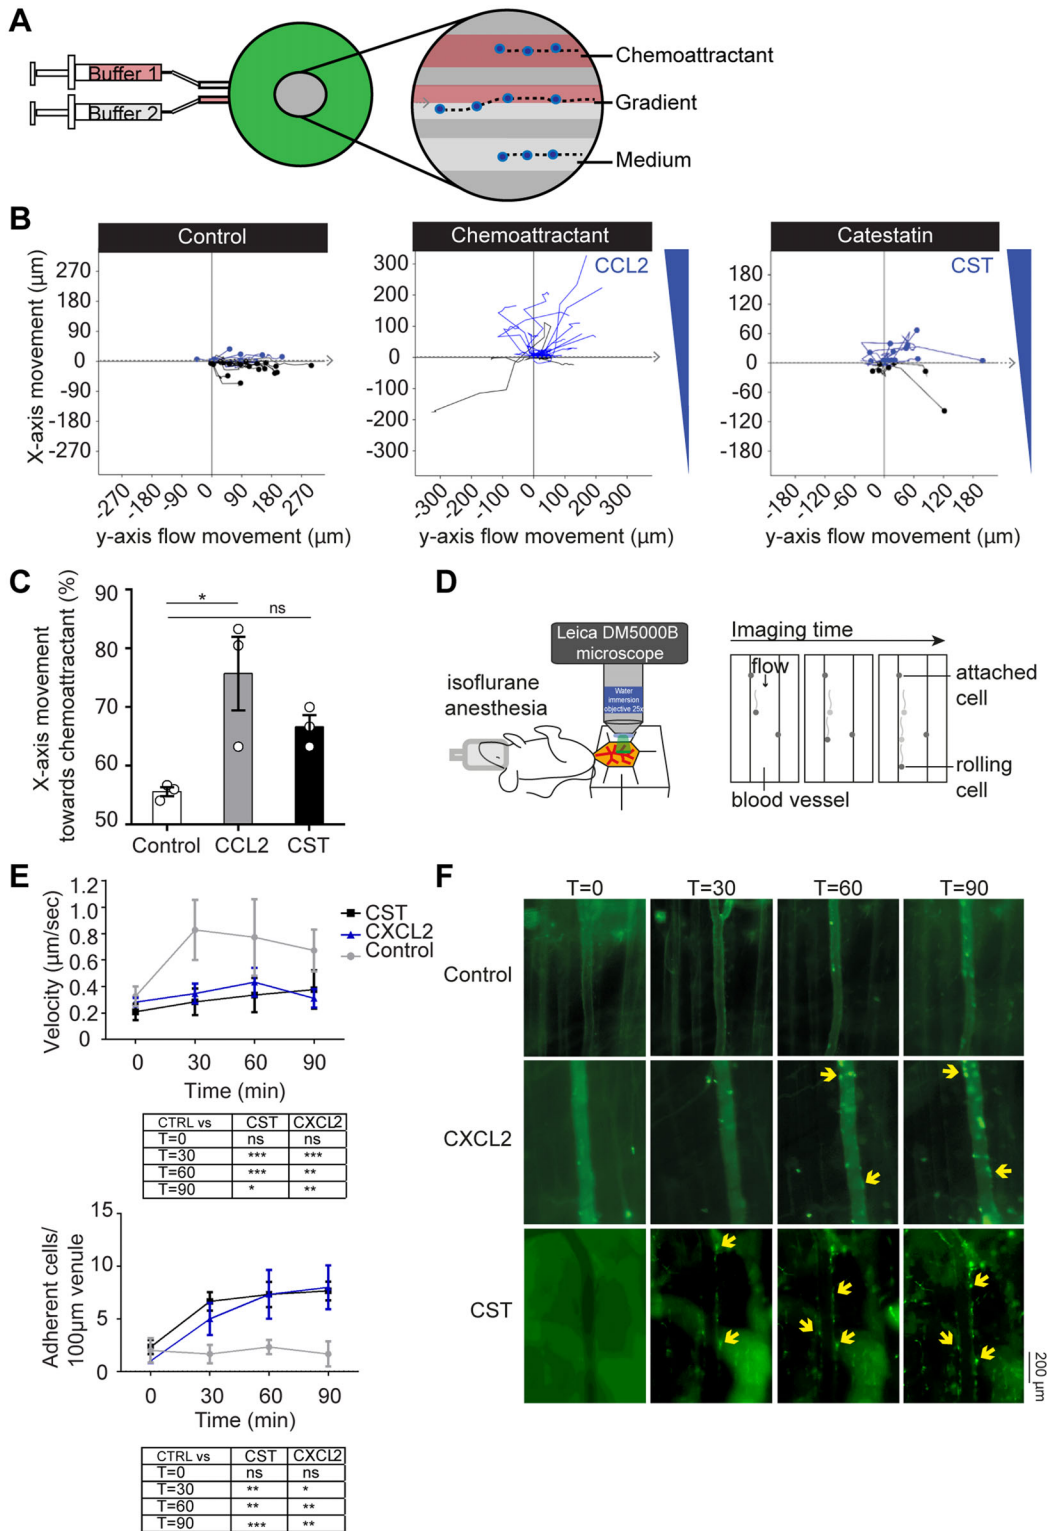 A
Buffer 1
Buffer 2
Chemoattractant
Gradient
Medium
B
Control
Chemoattractant
Catestatin
X-axis movement (µm)
270
180
90
0
-90
-180
-270
-270
-180
-90
0
90
180
270
y-axis flow movement (µm)
CCL2
300
200
100
0
-100
-200
-300
-300
-200
-100
0
100
200
300
y-axis flow movement (µm)
CST
180
120
60
0
-60
-120
-180
-180
-120
-60
0
60
120
180
y-axis flow movement (µm)
C
X-axis movement
towards chemoattractant (%)
90
80
70
60
50
*
ns
Control
CCL2
CST
D
Leica DM5000B
microscope
Water
immersion
objective 25x
isoflurane
anesthesia
Imaging time
flow
attached
cell
rolling
cell
blood vessel
E
Velocity (µm/sec)
1.2
1.0
0.8
0.6
0.4
0.2
0
0 30 60 90
Time (min)
CST
CXCL2
Control
CTRL vs CST CXCL2
T=0 ns ns
T=30 *** ***
T=60 *** **
T=90 * **
Adherent cells/
100µm venule
15
10
5
0
0 30 60 90
Time (min)
CTRL vs CST CXCL2
T=0 ns ns
T=30 ** *
T=60 ** **
T=90 *** **
F
T=0 T=30 T=60 T=90
Control
CXCL2
CST
200 µm